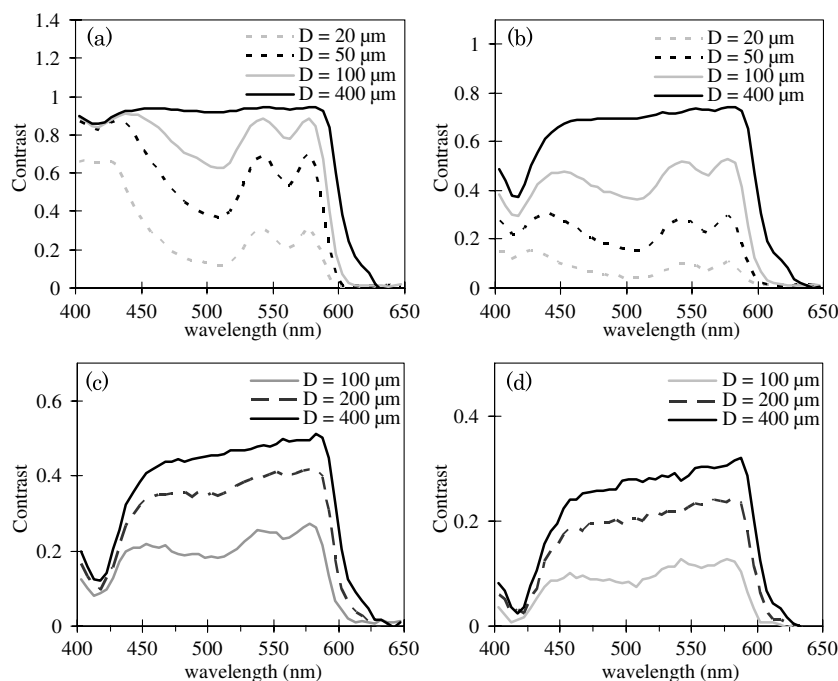 (a)
D = 20 µm
D = 50 µm
D = 100 µm
D = 400 µm
1.4
1.2
1
0.8
0.6
0.4
0.2
0
Contrast
400 450 500 550 600 650
wavelength (nm)
(b)
D = 20 µm
D = 50 µm
D = 100 µm
D = 400 µm
1
0.8
0.6
0.4
0.2
0
Contrast
400 450 500 550 600 650
wavelength (nm)
(c)
D = 100 µm
D = 200 µm
D = 400 µm
0.6
0.4
0.2
0
Contrast
400 450 500 550 600 650
wavelength (nm)
(d)
D = 100 µm
D = 200 µm
D = 400 µm
0.4
0.2
0
Contrast
400 450 500 550 600 650
wavelength (nm)